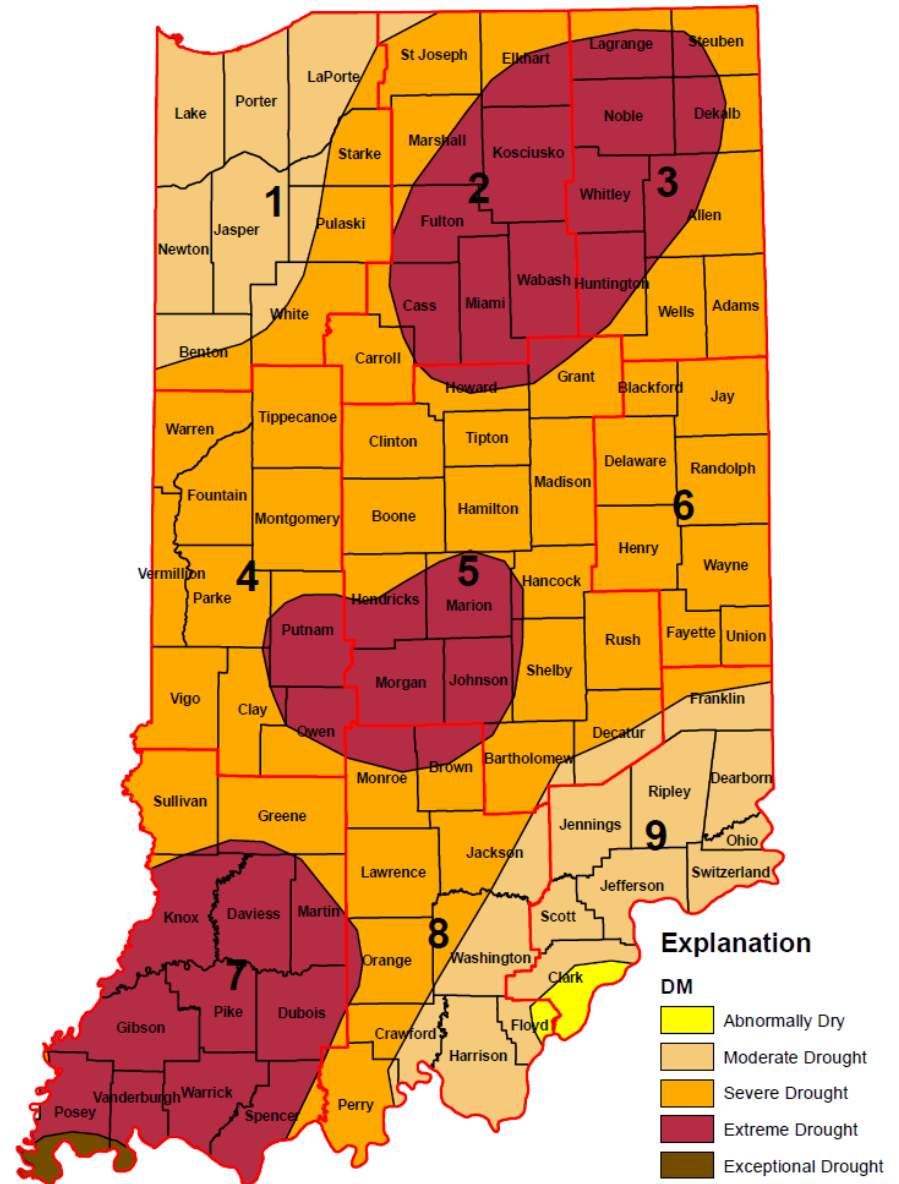 St Joseph
Elkhart
Lagrange
Steuben
LaPorte
Porter
Lake
Noble
Dekalb
Marshall
Kosciusko
Starke
2
3
1
Whitley
Allen
Fulton
Pulaski
Jasper
Newton
Wabash
Huntington
Cass
Miami
Wells
Adams
White
Benton
Carroll
Grant
Howard
Blackford
Jay
Tippecanoe
Warren
Clinton
Tipton
Delaware
Randolph
Madison
Fountain
Montgomery
Boone
Hamilton
6
Henry
Wayne
Vermillion
4
5
Hancock
Parke
Hendricks
Marion
Putnam
Rush
Fayette
Union
Shelby
Morgan
Johnson
Vigo
Clay
Franklin
Owen
Decatur
Bartholomew
Monroe
Brown
Dearborn
Ripley
Sullivan
Greene
Jennings
9
Ohio
Jackson
Lawrence
Switzerland
Jefferson
Knox
Daviess
Martin
Scott
8
Orange
Washington
7
Clark
Pike
Dubois
Gibson
Floyd
Crawford
Harrison
Vanderburgh
Warrick
Posey
Spencer
Perry
Explanation
DM
Abnormally Dry
Moderate Drought
Severe Drought
Extreme Drought
Exceptional Drought